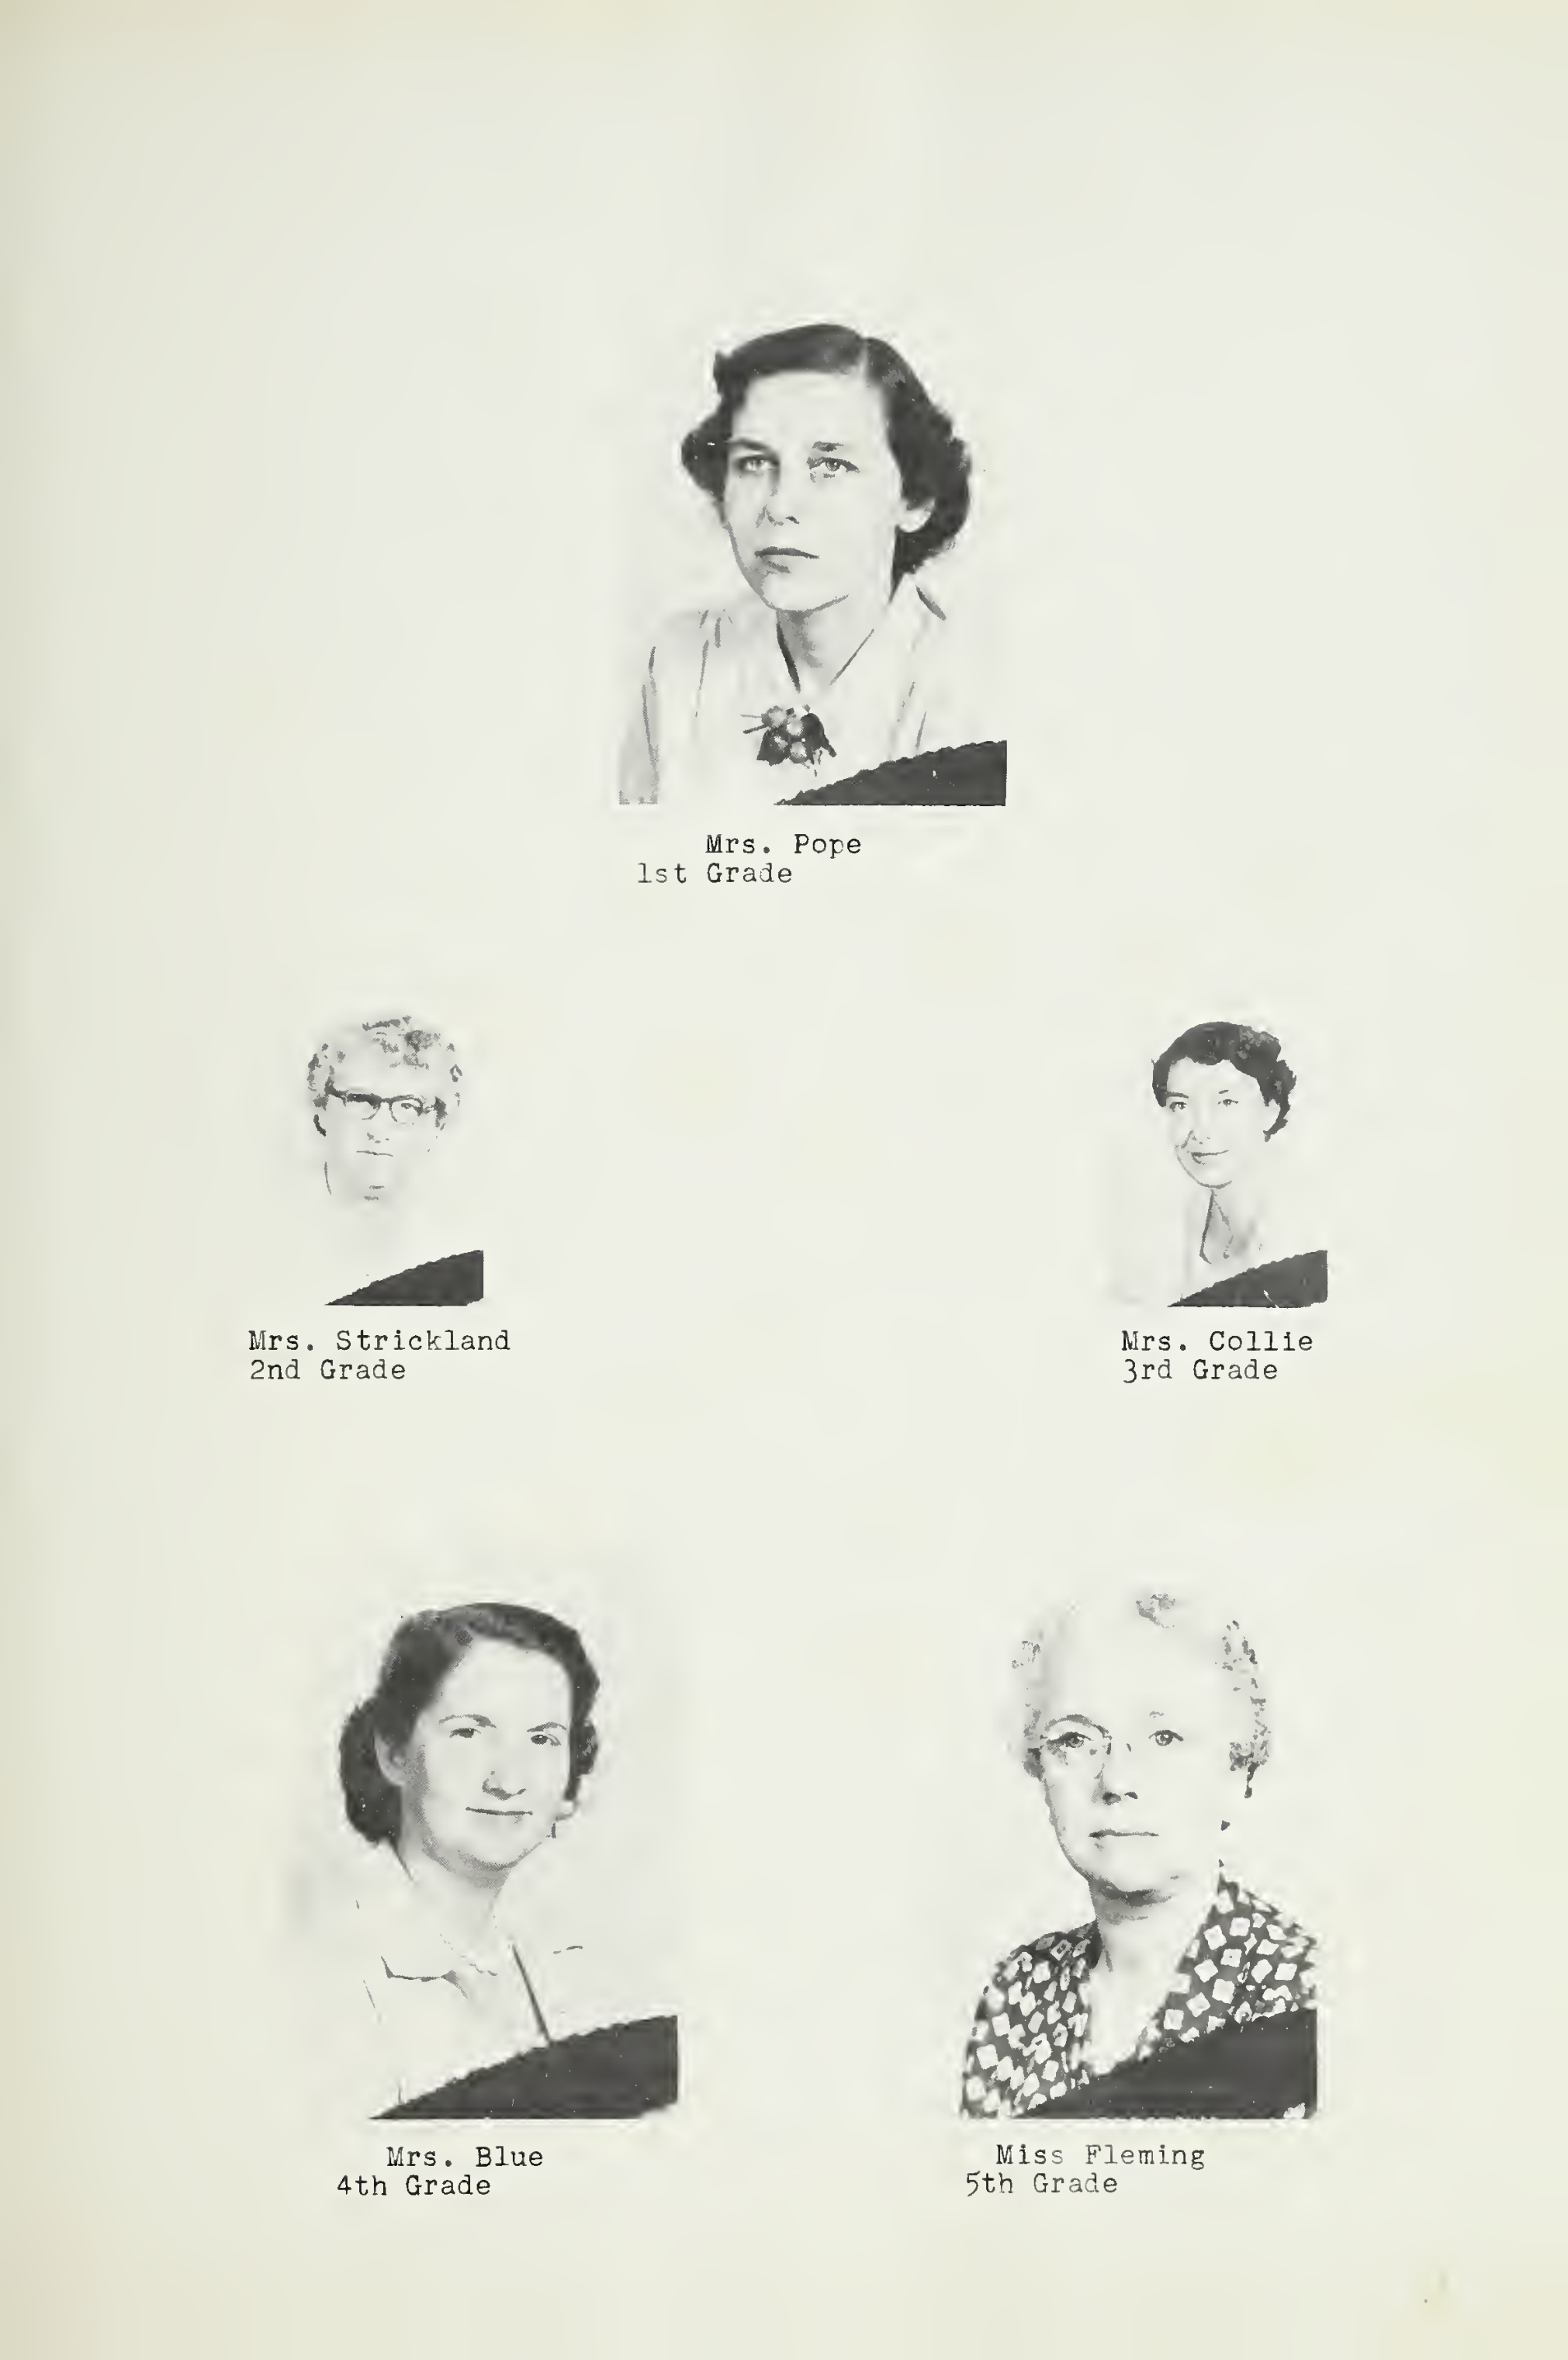 Mrs. Pope
1st Grade
Mrs. Strickland
2nd Grade
Mrs. Collie
3rd Grade
Mrs. Blue
4th Grade
Miss Fleming
5th Grade